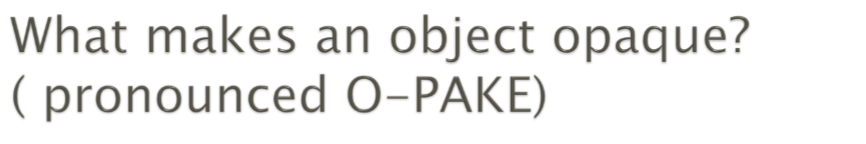 What makes an object opaque?
( pronounced O-PAKE)